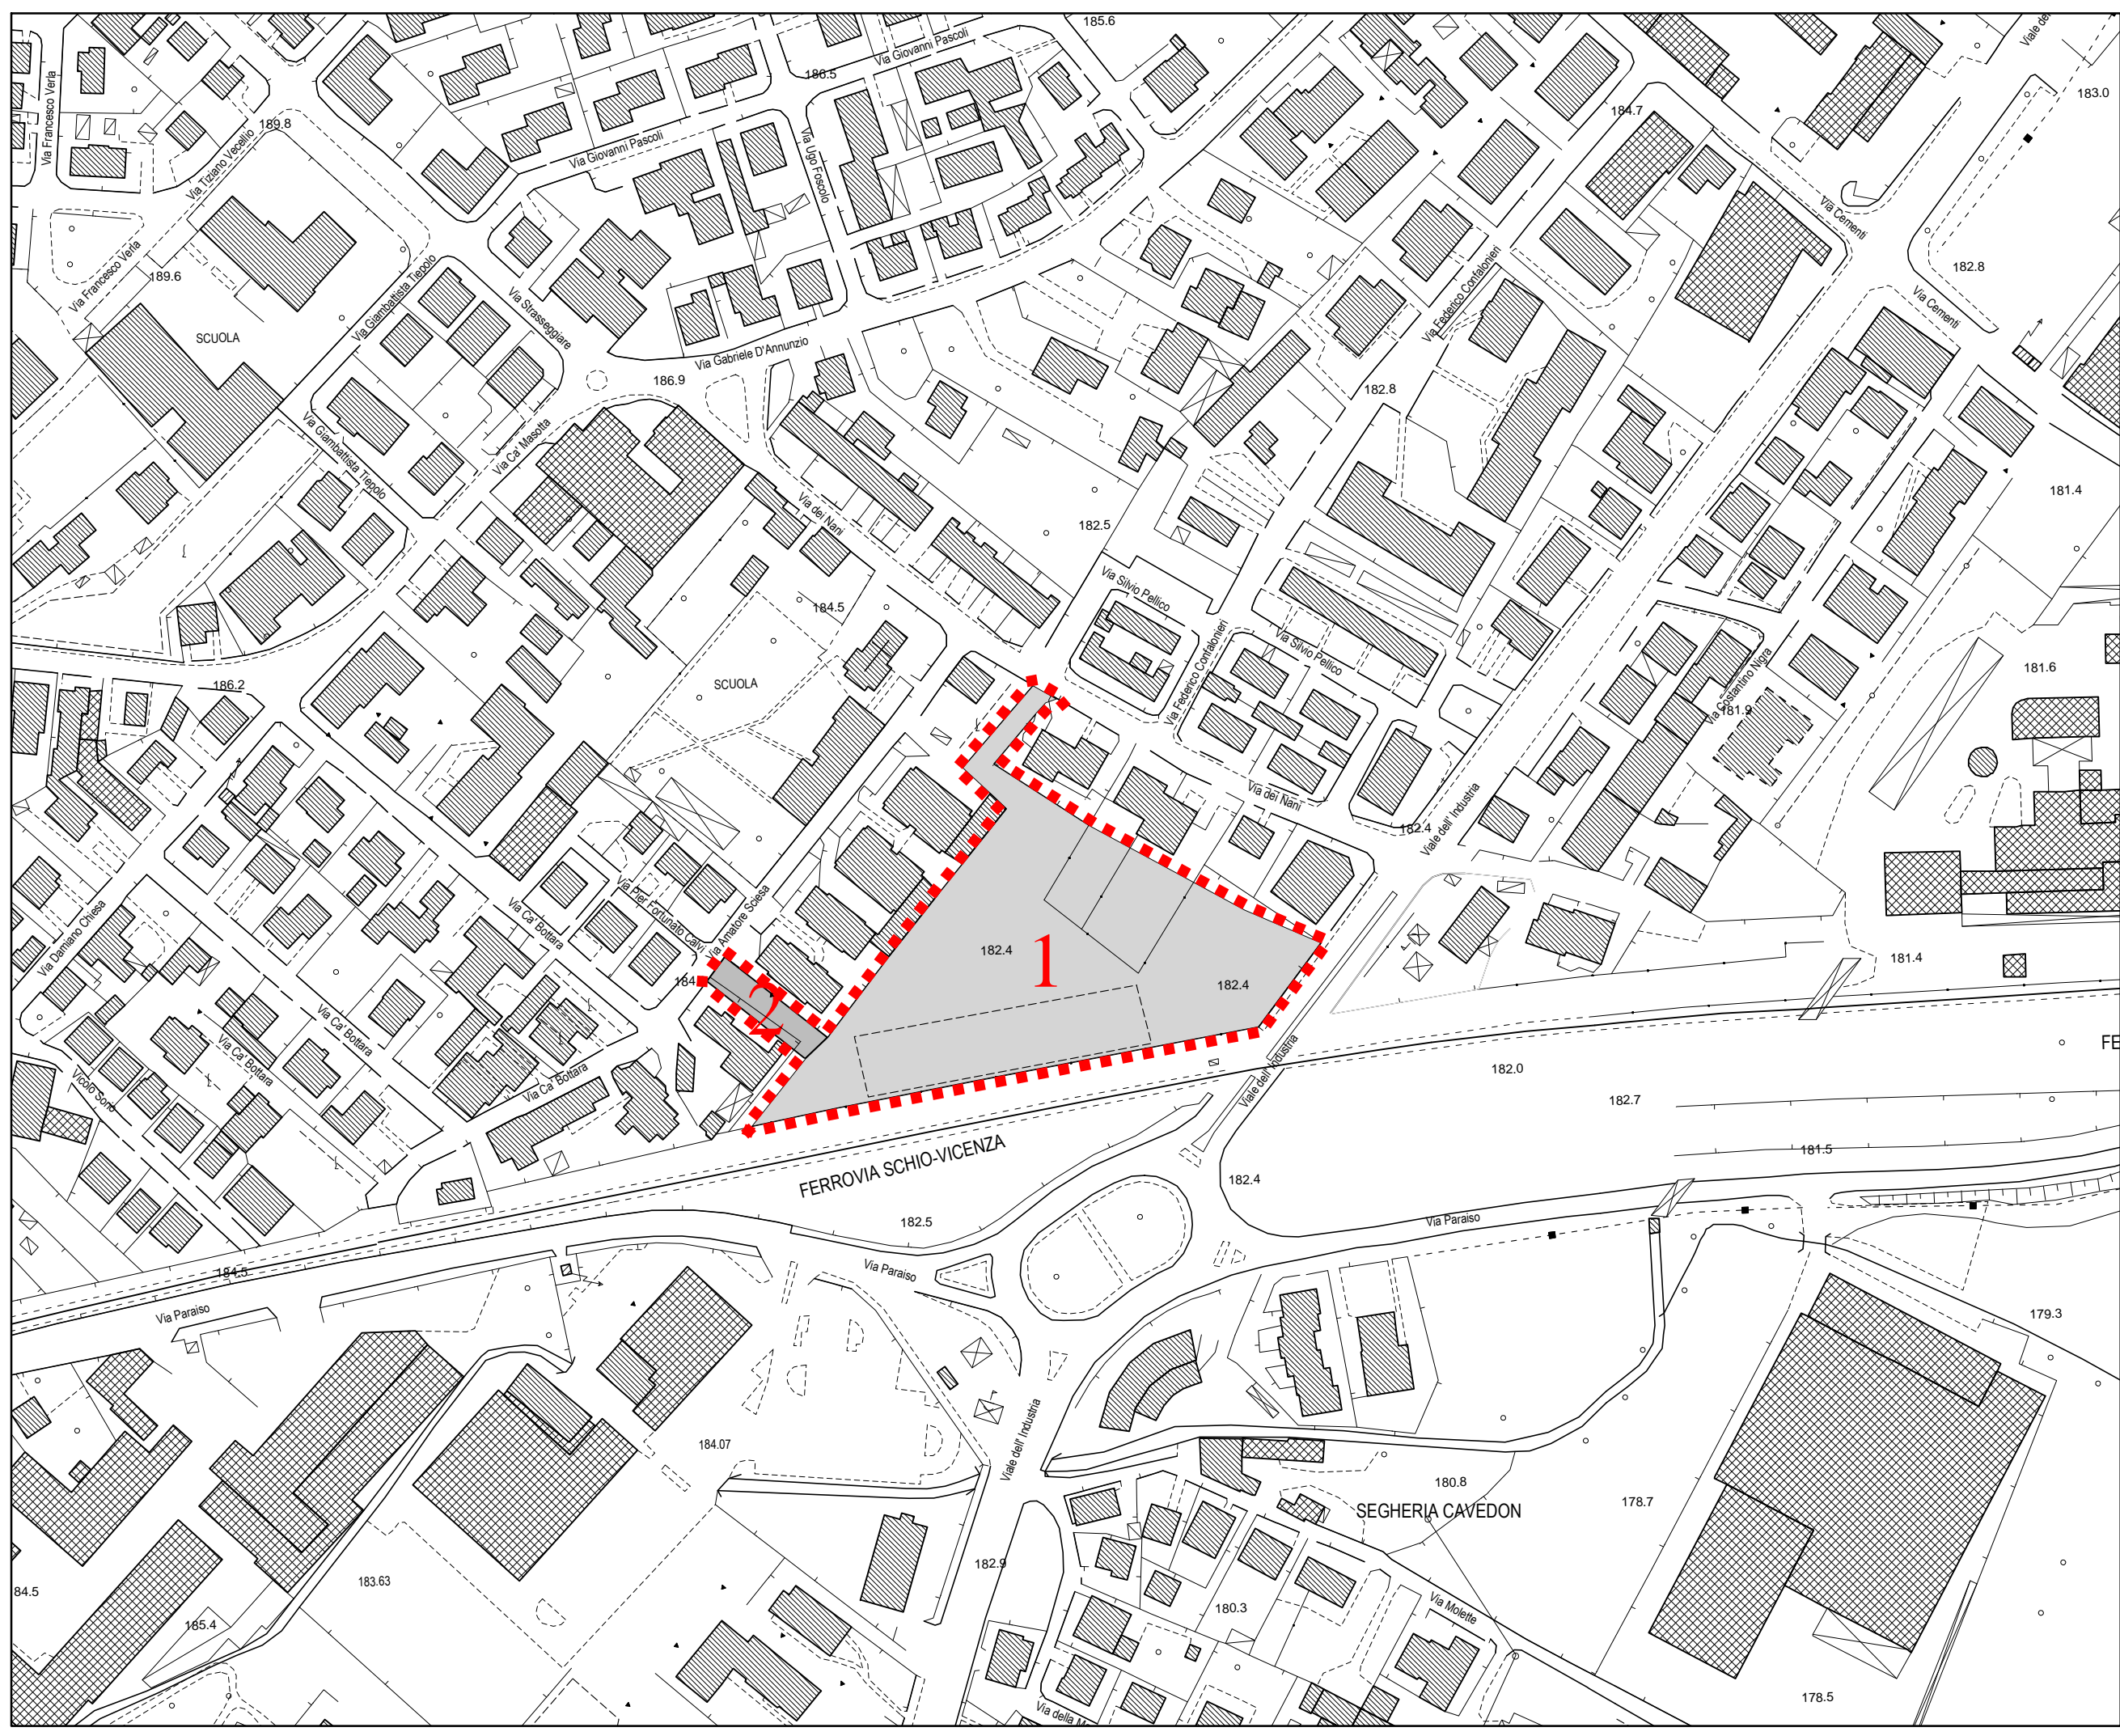 185.6
Viale de
Via Giovanni Pascoli
186.5
183.0
Via Francesco Verla
184.7
189.8
Via Tiziano Vecellio
Via Giovanni Pascoli
Via Ugo Foscolo
Via Cementi
Via Francesco Verla
189.6
Via Giambattista Tiepolo
182.8
Via Federico Confalonieri
Via Strasseggiare
Via Cementi
SCUOLA
Via Gabriele D'Annunzio
186.9
182.8
Via Giambattista Tiepolo
Via Ca' Masotta
181.4
Via dei Nani
182.5
Via Silvio Pellico
184.5
Via Silvio Pellico
Via Federico Confalonieri
181.6
186.2
SCUOLA
Via Costantino Nigra
181.9
Via dei Nani
182.4
Viale dell' Industria
Via Pier Fortunato Calvi
Via Amatore Sciesa
Via Ca' Bottara
Via Damiano Chiesa
182.4
1
181.4
184.
182.4
2
Via Ca' Bottara
Via Ca' Bottara
FE
Vicolo Sorio
Via Ca' Bottara
Viale dell' Industria
182.0
182.7
181.5
FERROVIA SCHIO-VICENZA
182.4
182.5
Via Paraiso
184.5
Via Paraiso
Via Paraiso
179.3
Viale dell' Industria
184.07
180.8
178.7
SEGHERIA CAVEDON
182.9
183.63
84.5
185.4
180.3
Via Molette
178.5
Via della M